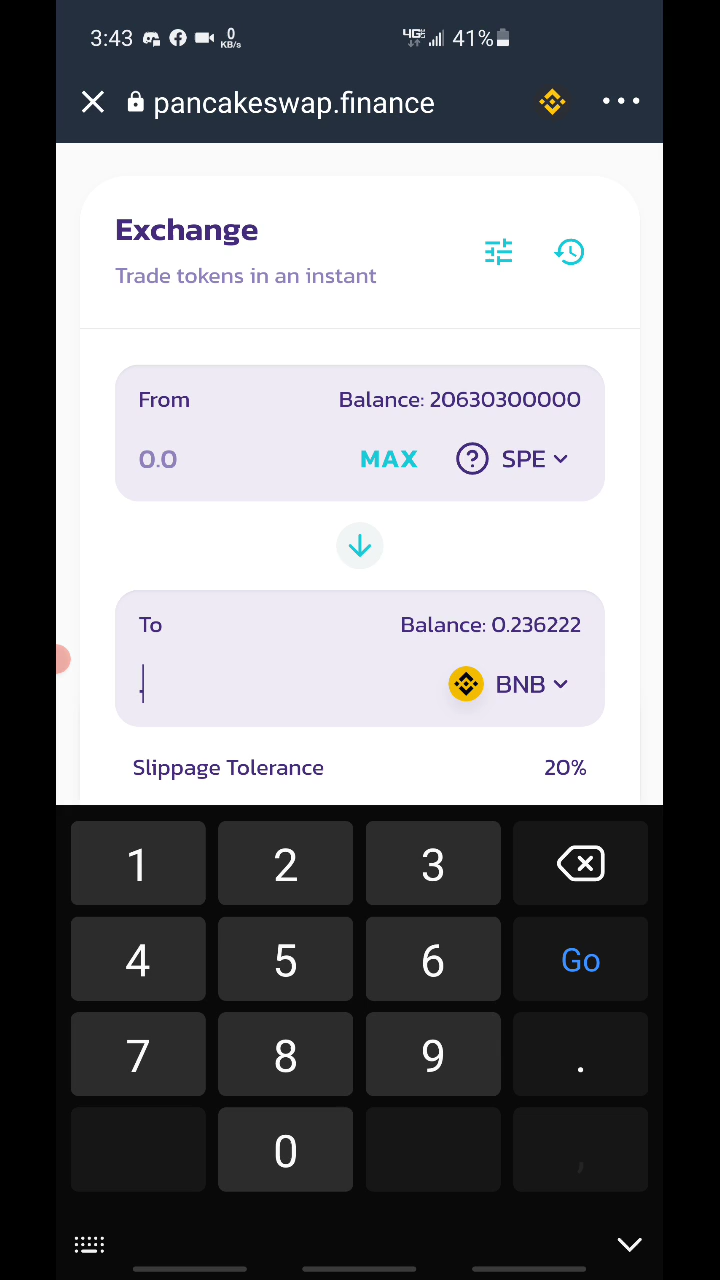 3:43 0 KB/s 4G 41%
pancakeswap.finance
Exchange
Trade tokens in an instant
From Balance: 20630300000
0.0 MAX ? SPE
To Balance: 0.236222
. BNB
Slippage Tolerance 20%
1 2 3
4 5 6 Go
7 8 9 .
0 ,